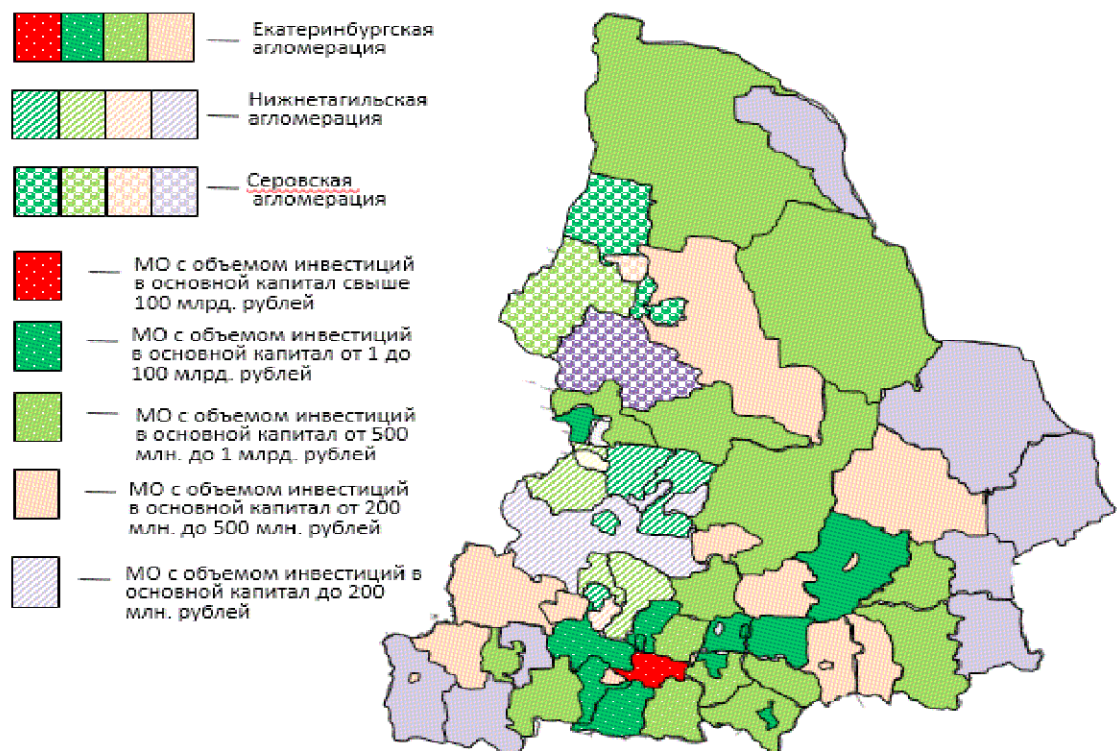 Екатеринбургская
агломерация
Нижнетагильская
агломерация
Серовская
агломерация
МО с объемом инвестиций
в основной капитал свыше
100 млрд. рублей
МО с объемом инвестиций
в основной капитал от 1 до
100 млрд. рублей
МО с объемом инвестиций
в основной капитал от 500
млн. до 1 млрд. рублей
МО с объемом инвестиций
в основной капитал от 200
млн. до 500 млн. рублей
МО с объемом инвестиций в
основной капитал до 200
млн. рублей